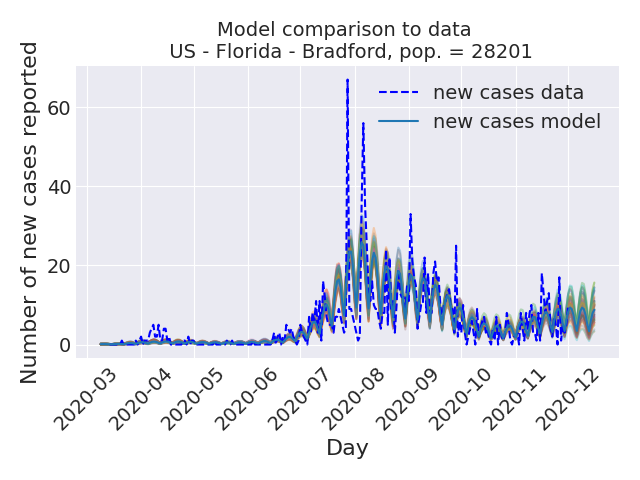 Model comparison to data
US - Florida - Bradford, pop. = 28201
Number of new cases reported
60
40
20
0
new cases data
new cases model
2020-03
2020-04
2020-05
2020-06
2020-07
2020-08
2020-09
2020-10
2020-11
2020-12
Day